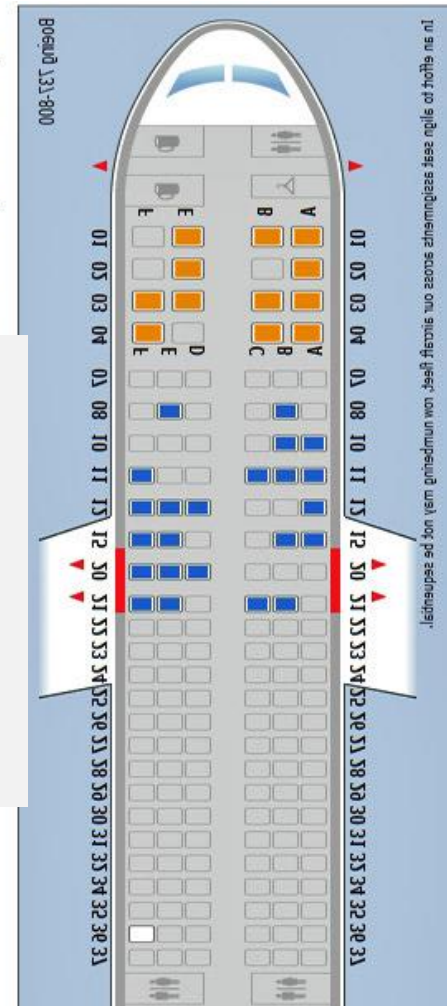 In an effort to align seat assignments across our aircraft fleet, row numbering may not be sequential.
01 02 03 04 07 08 10 11 12 15 20 21 22 23 24 25 26 27 28 29 30 31 32 34 35 36 37
A A
B B
C
D
E E
F F
01 02 03 04 07 08 10 11 12 15 20 21 22 23 24 25 26 27 28 29 30 31 32 34 35 36 37
Boeing 737-800